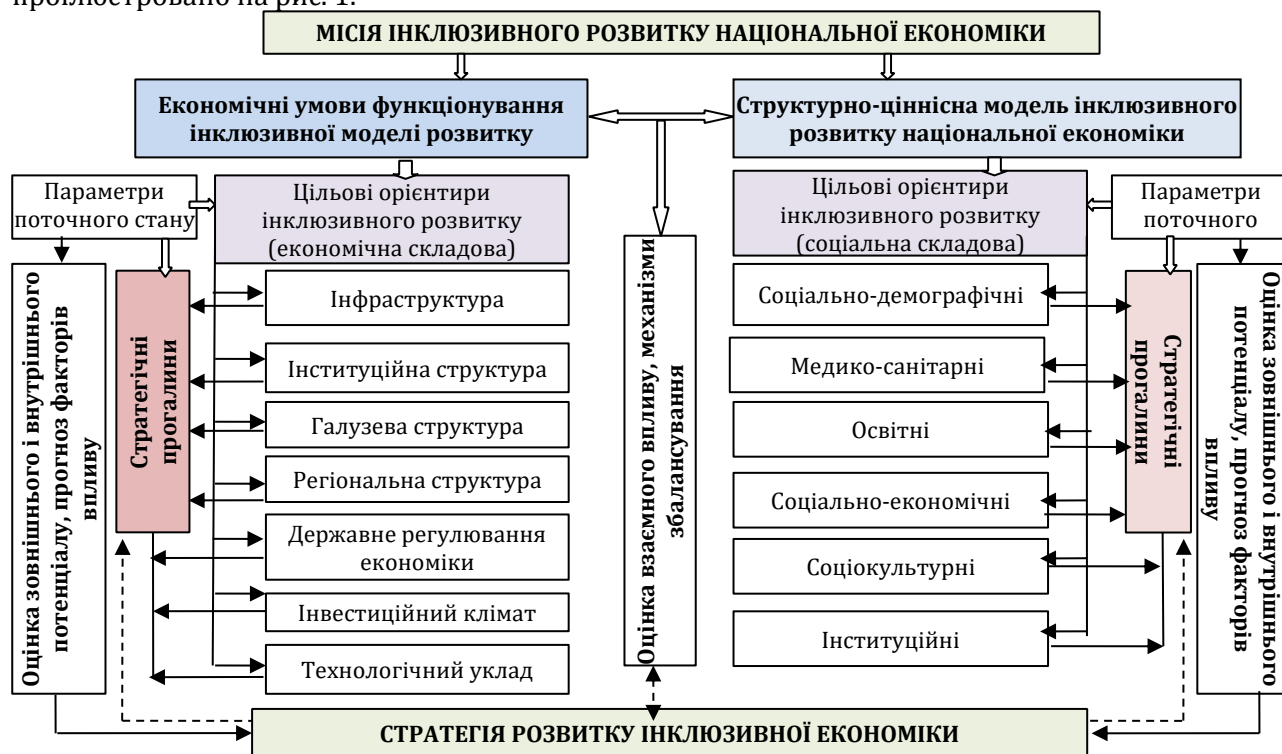 проілюстровано на рис. 1.
МІСІЯ ІНКЛЮЗИВНОГО РОЗВИТКУ НАЦІОНАЛЬНОЇ ЕКОНОМІКИ
Економічні умови функціонування
інклюзивної моделі розвитку
Структурно-ціннісна модель інклюзивного
розвитку національної економіки
Параметри
поточного стану
Цільові орієнтири
інклюзивного розвитку
(економічна складова)
Цільові орієнтири
інклюзивного розвитку
(соціальна складова)
Параметри
поточного
Оцінка зовнішнього і внутрішнього
потенціалу, прогноз факторів
впливу
Стратегічні
прогалини
Інфраструктура
Інституційна структура
Галузева структура
Регіональна структура
Державне регулювання
економіки
Інвестиційний клімат
Технологічний уклад
Оцінка взаємного впливу, механізми
збалансування
Соціально-демографічні
Медико-санітарні
Освітні
Соціально-економічні
Соціокультурні
Інституційні
Стратегічні
прогалини
Оцінка зовнішнього і внутрішнього
потенціалу, прогноз факторів
впливу
СТРАТЕГІЯ РОЗВИТКУ ІНКЛЮЗИВНОЇ ЕКОНОМІКИ